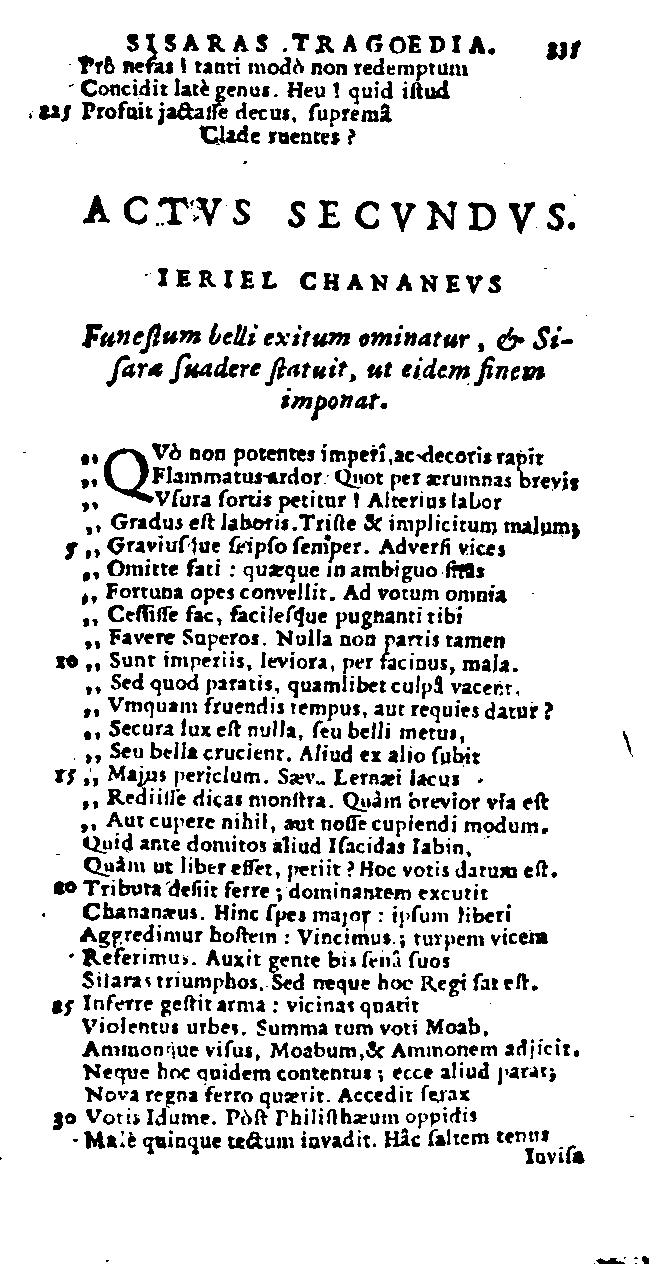 SISARAS TRAGOEDIA. 335
Prô nefas ! tanti modò non redemptum
Concidit latè genus. Heu ! quid iſtud
225 Profuit jactaſſe decus, ſupremâ
Clade ruentes ?
ACTVS SECVNDVS.
IERIEL CHANANEVS
Funeſtum belli exitum ominatur, & Si-
ſara ſuadere ſtatuit, ut eidem finem
imponat.
„ QVò non potentes imperî, ac decoris rapit
„ Flammatus ardor. Quot per ærumnas brevis
„ Vſura ſortis petitur ! Alterius labor
„ Gradus eſt laboris. Triſte & implicitum malum;
5 „ Graviuſque ſeipſo ſemper. Adverſi vices
„ Omitte fati : quæque in ambiguo ſitas
„ Fortuna opes convellit. Ad votum omnia
„ Ceſſiſſe fac, facileſque pugnanti tibi
„ Favere Superos. Nulla non partis tamen
10 „ Sunt imperiis, leviora, per facinus, mala.
„ Sed quod paratis, quamlibet culpâ vacent,
„ Vmquam fruendis tempus, aut requies datur ?
„ Secura lux eſt nulla, ſeu belli metus,
„ Seu bella crucient. Aliud ex alio ſubit
15 „ Majus periclum. Sæv.. Lernæi lacus
„ Rediiſſe dicas monſtra. Quàm brevior via eſt
„ Aut cupere nihil, aut noſſe cupiendi modum.
Quid ante domitos aliud Iſacidas Iabin,
Quàm ut liber eſſet, petiit ? Hoc votis datum eſt.
20 Tributa deſiit ferre ; dominantem excutit
Chananæus. Hinc ſpes major : ipſum liberi
Aggredimur hoſtem : Vincimus ; turpem vicem
Referimus. Auxit gente bis ſenâ ſuos
Siſaras triumphos. Sed neque hoc Regi ſat eſt.
25 Inferre geſtit arma : vicinas quatit
Violentus urbes. Summa tum voti Moab,
Ammonque viſus, Moabum, & Ammonem adjicit.
Neque hoc quidem contentus ; ecce aliud parat;
Nova regna ferro quærit. Accedit ferax
30 Votis Idume. Pòſt Philiſthæum oppidis
Malè quinque tectum invadit. Hâc ſaltem tenus
Inviſa